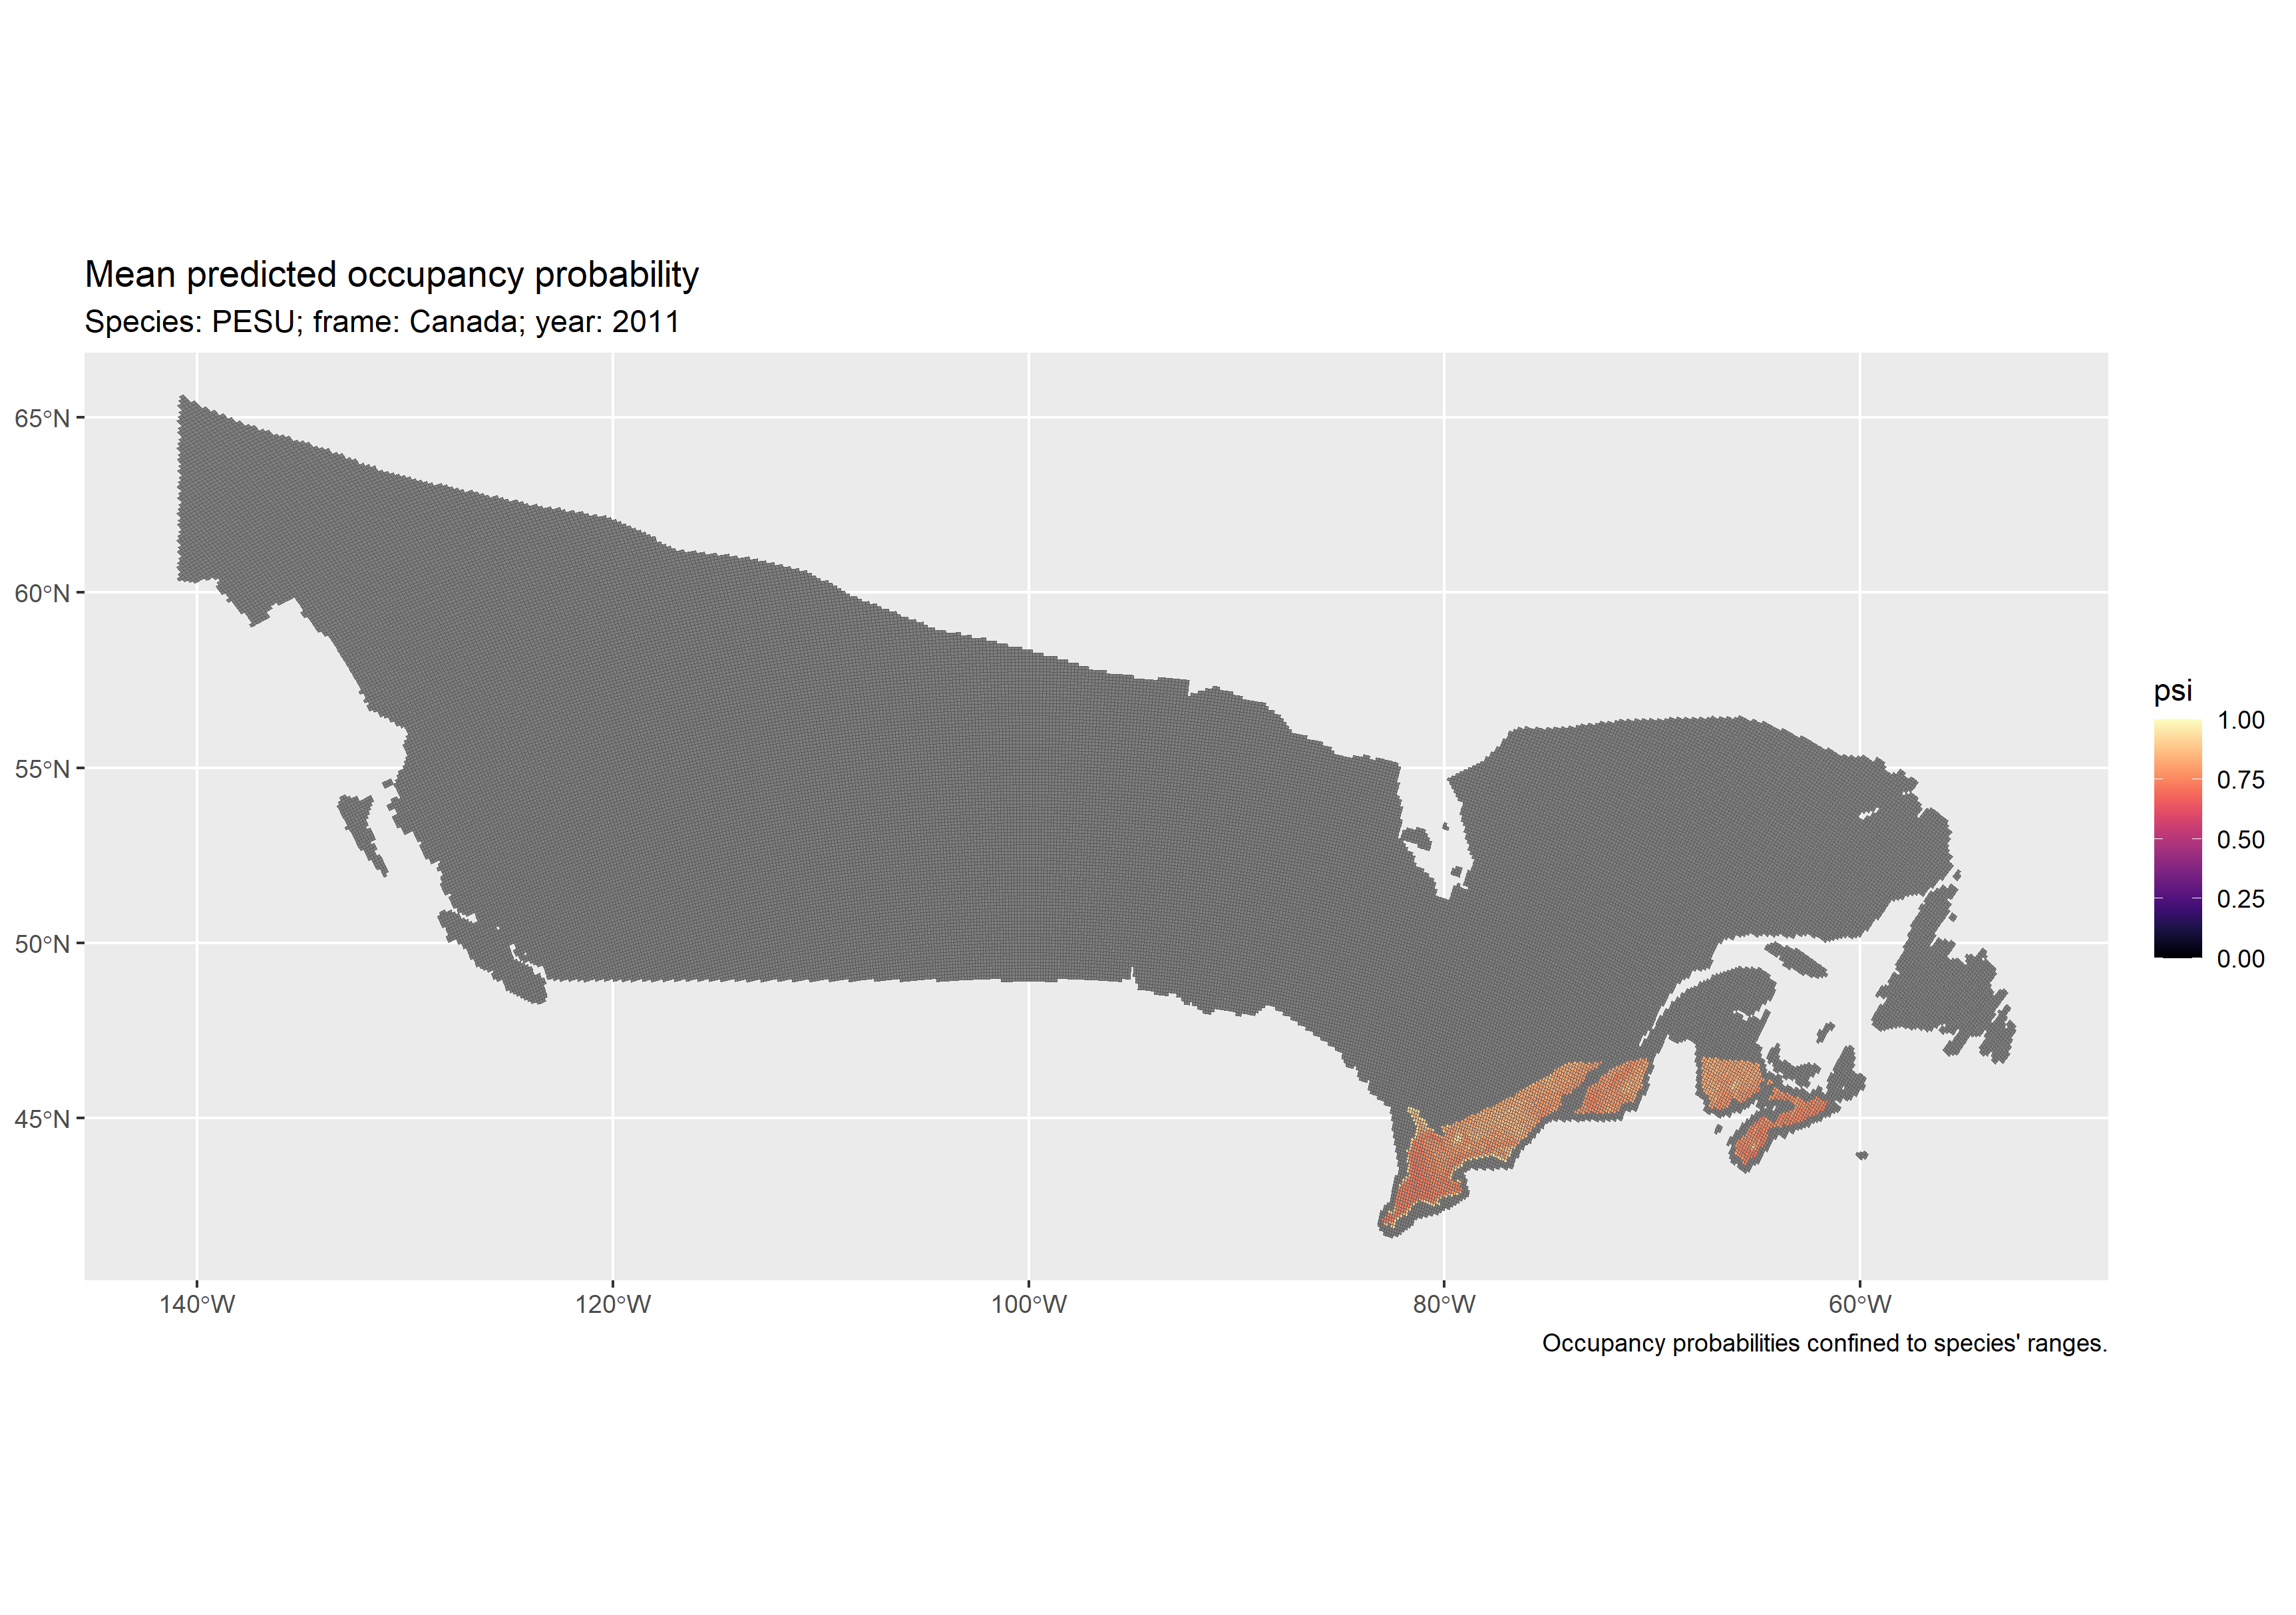 Mean predicted occupancy probability
Species: PESU; frame: Canada; year: 2011
65°N
60°N
55°N
50°N
45°N
140°W
120°W
100°W
80°W
60°W
psi
1.00
0.75
0.50
0.25
0.00
Occupancy probabilities confined to species' ranges.